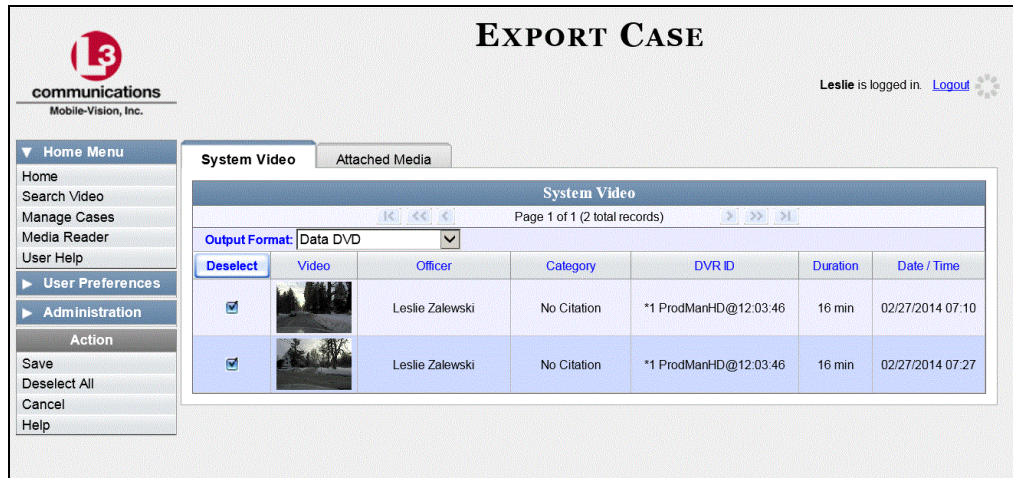 EXPORT CASE
L3
communications
Mobile-Vision, Inc.
Leslie is logged in. Logout
▼ Home Menu
Home
Search Video
Manage Cases
Media Reader
User Help
▶ User Preferences
▶ Administration
Action
Save
Deselect All
Cancel
Help
System Video Attached Media
System Video
|< << < Page 1 of 1 (2 total records) > >> >|
Output Format: Data DVD
Deselect Video Officer Category DVR ID Duration Date / Time
Leslie Zalewski No Citation *1 ProdManHD@12:03:46 16 min 02/27/2014 07:10
Leslie Zalewski No Citation *1 ProdManHD@12:03:46 16 min 02/27/2014 07:27